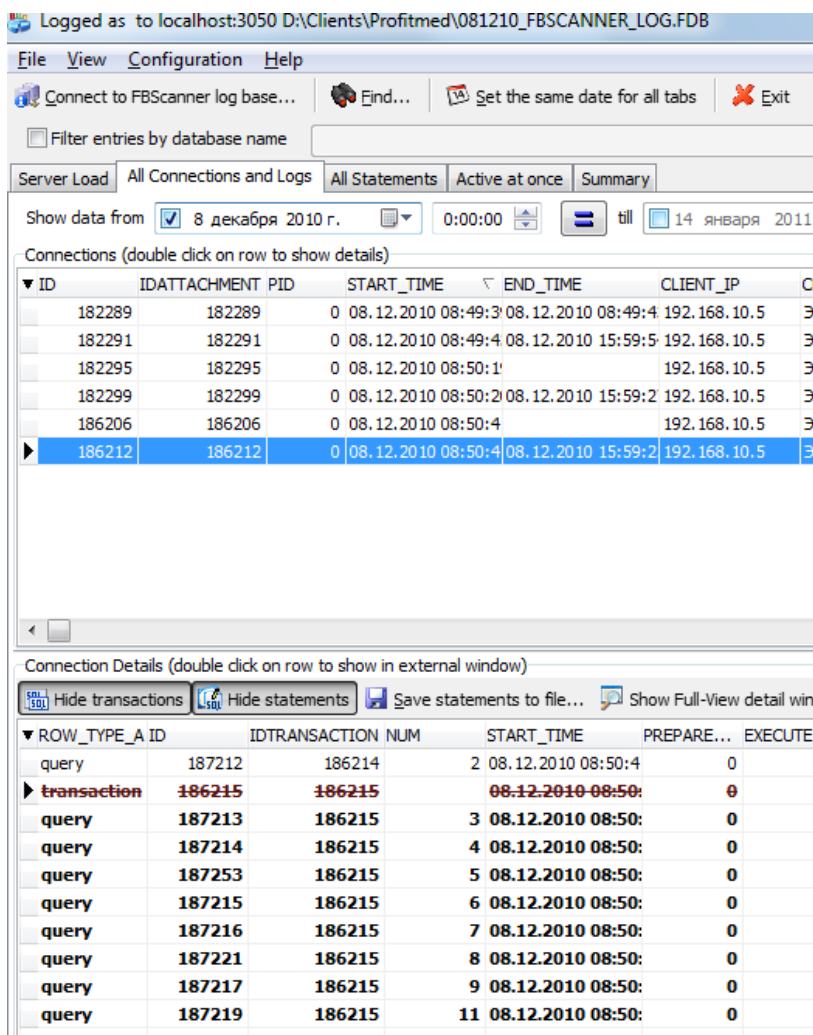 Logged as to localhost:3050 D:\Clients\Profitmed\081210_FBSCANNER_LOG.FDB
File View Configuration Help
Connect to FBScanner log base... Find... Set the same date for all tabs Exit
Filter entries by database name
Server Load All Connections and Logs All Statements Active at once Summary
Show data from 8 декабря 2010 г. 0:00:00 till 14 января 2011
Connections (double click on row to show details)
ID IDATTACHMENT PID START_TIME END_TIME CLIENT_IP
182289 182289 0 08.12.2010 08:49:3 08.12.2010 08:49:4 192.168.10.5
182291 182291 0 08.12.2010 08:49:4 08.12.2010 15:59:5 192.168.10.5
182295 182295 0 08.12.2010 08:50:1 192.168.10.5
182299 182299 0 08.12.2010 08:50:2 08.12.2010 15:59:2 192.168.10.5
186206 186206 0 08.12.2010 08:50:4 192.168.10.5
186212 186212 0 08.12.2010 08:50:4 08.12.2010 15:59:2 192.168.10.5
Connection Details (double click on row to show in external window)
Hide transactions Hide statements Save statements to file... Show Full-View detail win
ROW_TYPE_A ID IDTRANSACTION NUM START_TIME PREPARE... EXECUTE
query 187212 186214 2 08.12.2010 08:50:4 0
transaction 186215 186215 08.12.2010 08:50: 0
query 187213 186215 3 08.12.2010 08:50: 0
query 187214 186215 4 08.12.2010 08:50: 0
query 187253 186215 5 08.12.2010 08:50: 0
query 187215 186215 6 08.12.2010 08:50: 0
query 187216 186215 7 08.12.2010 08:50: 0
query 187221 186215 8 08.12.2010 08:50: 0
query 187217 186215 9 08.12.2010 08:50: 0
query 187219 186215 11 08.12.2010 08:50: 0